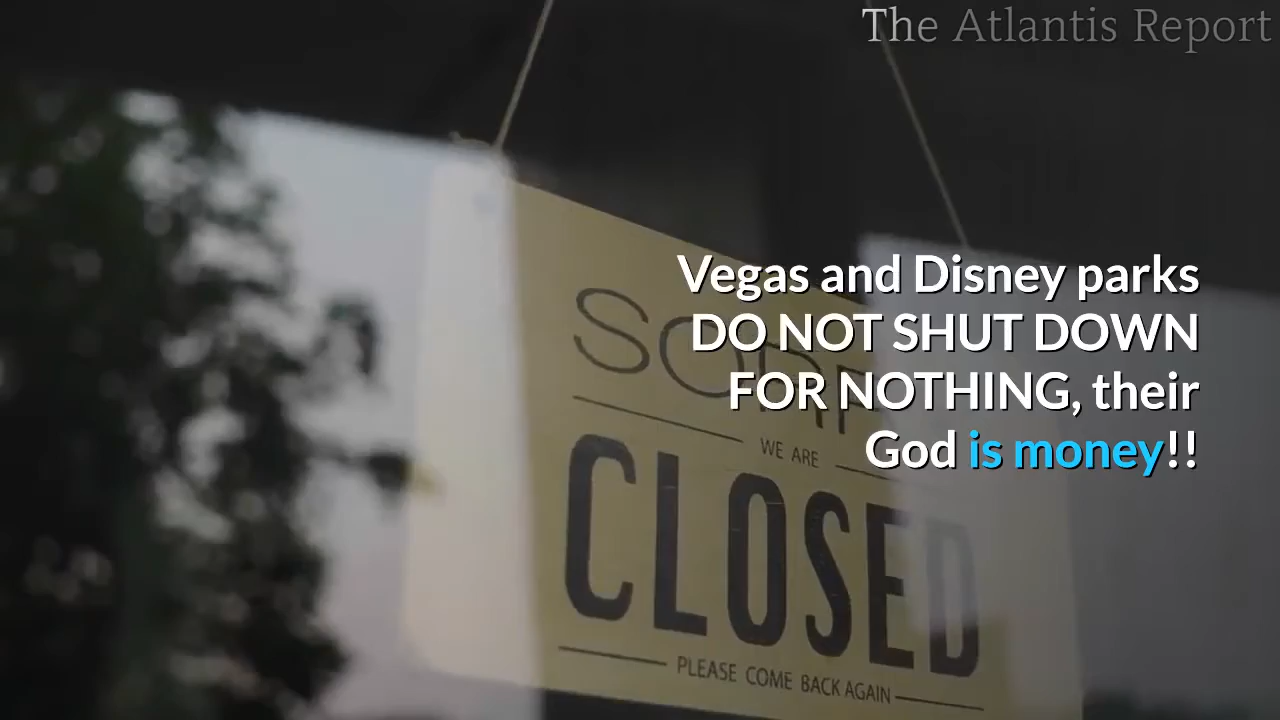 The Atlantis Report
Vegas and Disney parks
DO NOT SHUT DOWN
FOR NOTHING, their
God is money!!
WE ARE
CLOSED
PLEASE COME BACK AGAIN